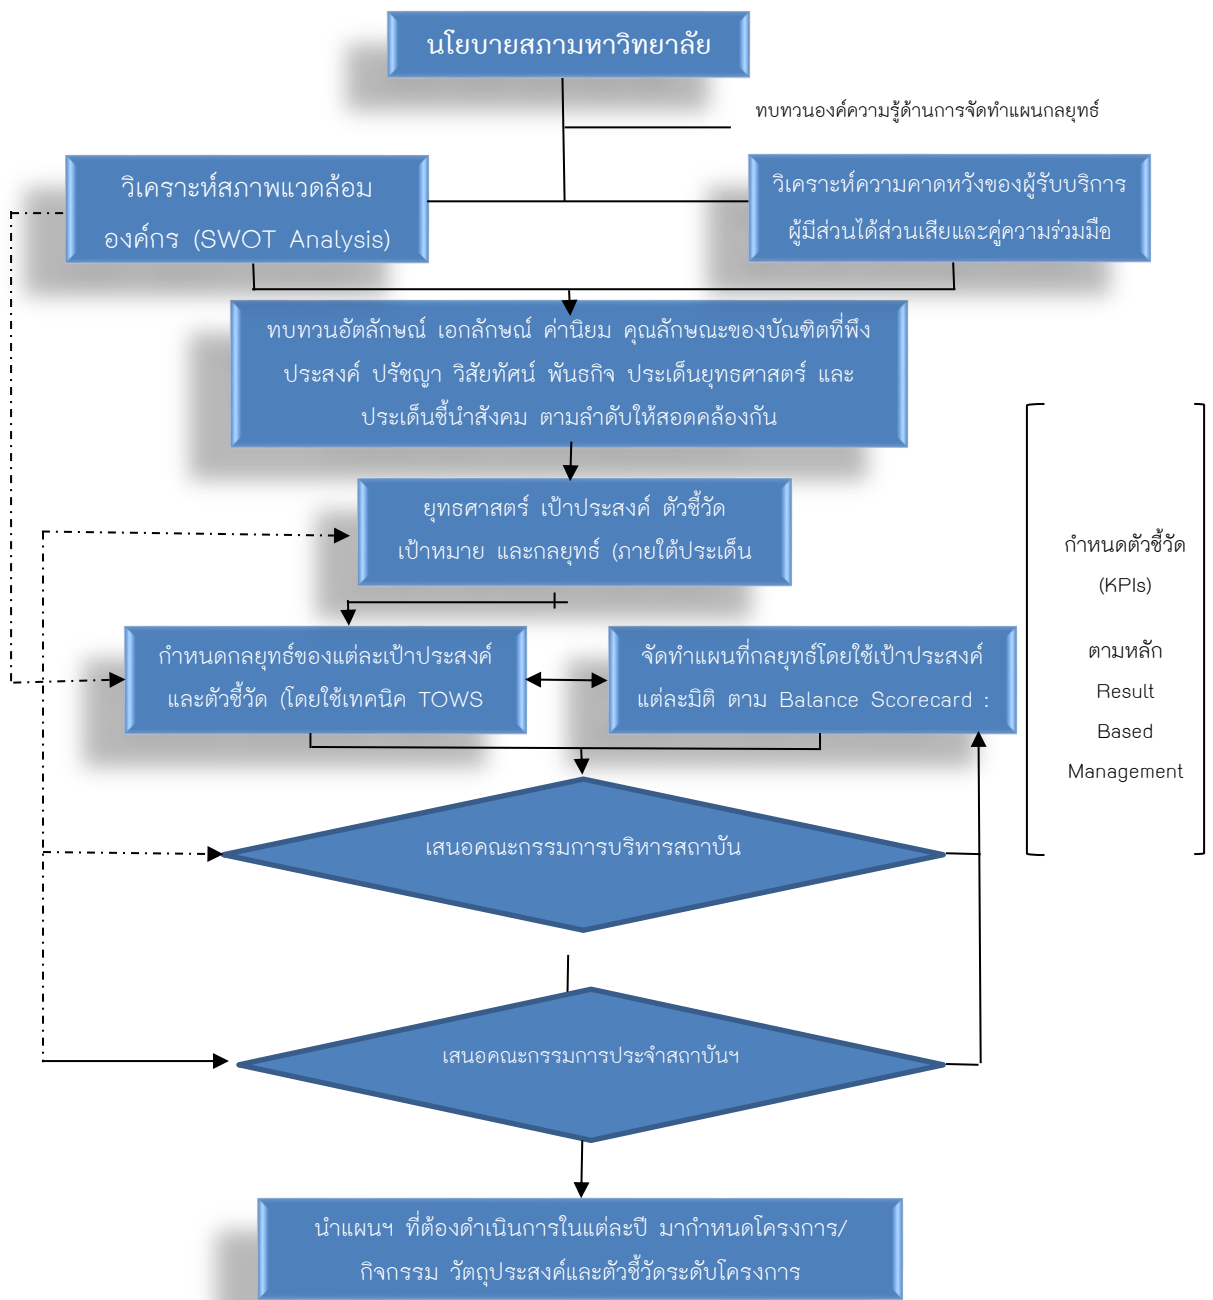 นโยบายสภามหาวิทยาลัย
ทบทวนองค์ความรู้ด้านการจัดทำแผนกลยุทธ์
วิเคราะห์สภาพแวดล้อม
องค์กร (SWOT Analysis)
วิเคราะห์ความคาดหวังของผู้รับบริการ
ผู้มีส่วนได้ส่วนเสียและคู่ความร่วมมือ
ทบทวนอัตลักษณ์ เอกลักษณ์ ค่านิยม คุณลักษณะของบัณฑิตที่พึง
ประสงค์ ปรัชญา วิสัยทัศน์ พันธกิจ ประเด็นยุทธศาสตร์ และ
ประเด็นชี้นำสังคม ตามลำดับให้สอดคล้องกัน
ยุทธศาสตร์ เป้าประสงค์ ตัวชี้วัด
เป้าหมาย และกลยุทธ์ (ภายใต้ประเด็น
กำหนดตัวชี้วัด
(KPIs)
ตามหลัก
Result
Based
Management
กำหนดกลยุทธ์ของแต่ละเป้าประสงค์
และตัวชี้วัด (โดยใช้เทคนิค TOWS
จัดทำแผนที่กลยุทธ์โดยใช้เป้าประสงค์
แต่ละมิติ ตาม Balance Scorecard :
เสนอคณะกรรมการบริหารสถาบัน
เสนอคณะกรรมการประจำสถาบันฯ
นำแผนฯ ที่ต้องดำเนินการในแต่ละปี มากำหนดโครงการ/
กิจกรรม วัตถุประสงค์และตัวชี้วัดระดับโครงการ